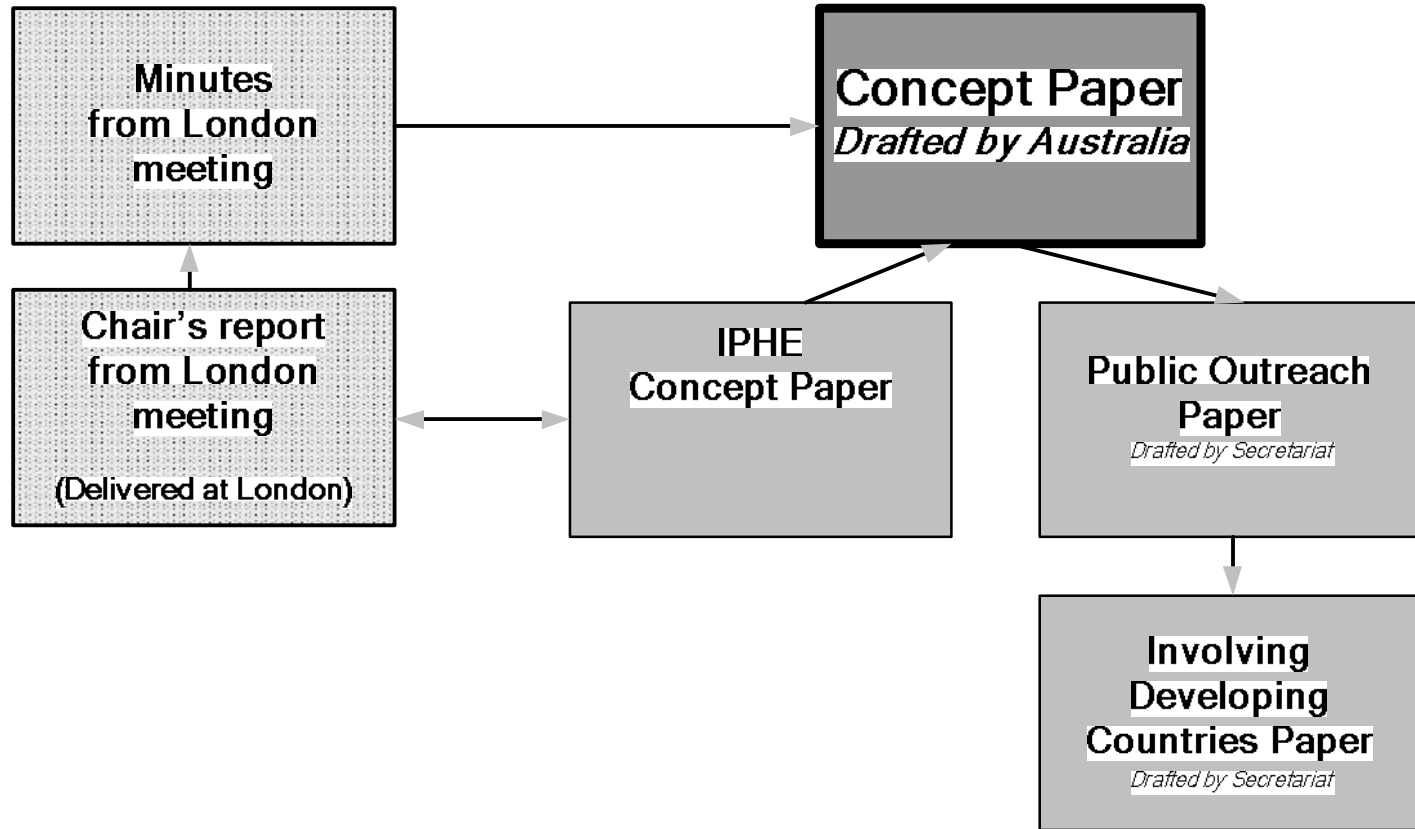 Minutes
from London
meeting
Concept Paper
Drafted by Australia
Chair's report
from London
meeting
(Delivered at London)
IPHE
Concept Paper
Public Outreach
Paper
Drafted by Secretariat
Involving
Developing
Countries Paper
Drafted by Secretariat